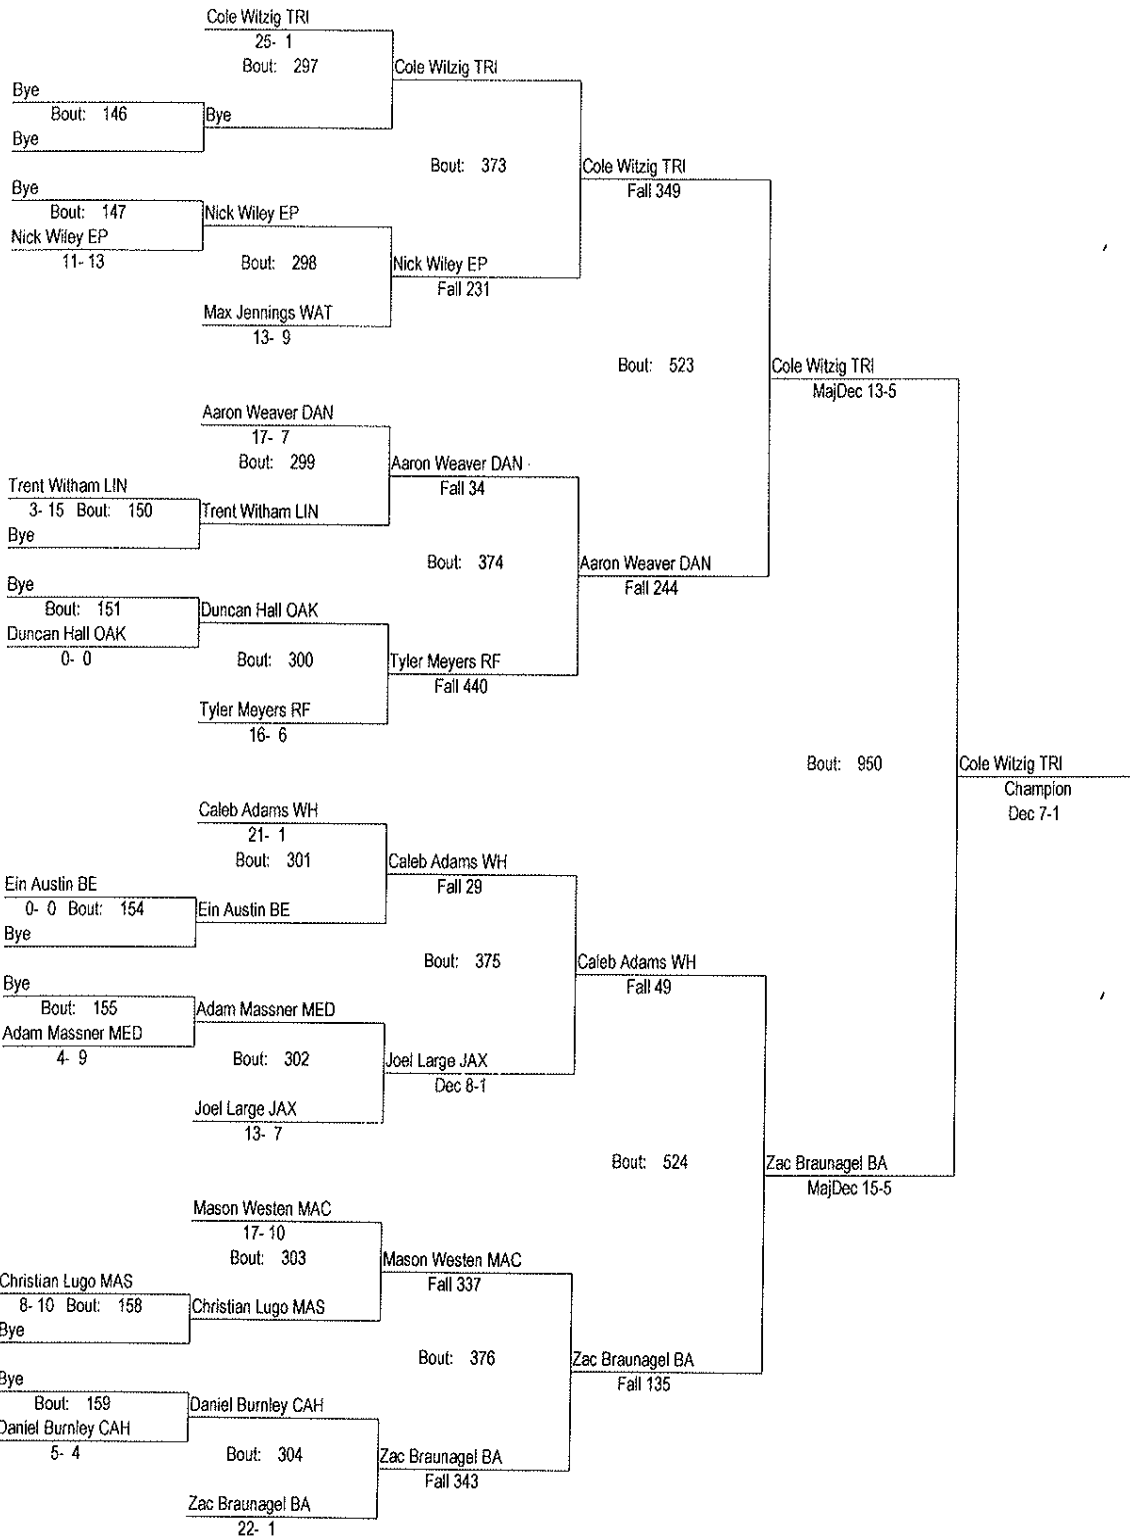 Cole Witzig TRI
25- 1
Bout: 297
Cole Witzig TRI
Bye
Bout: 146
Bye
Bye
Bout: 373
Cole Witzig TRI
Fall 349
Bye
Bout: 147
Nick Wiley EP
Nick Wiley EP
11- 13
Bout: 298
Nick Wiley EP
Fall 231
Max Jennings WAT
13- 9
Bout: 523
Cole Witzig TRI
MajDec 13-5
Aaron Weaver DAN
17- 7
Bout: 299
Aaron Weaver DAN
Fall 34
Trent Witham LIN
3- 15 Bout: 150
Trent Witham LIN
Bye
Bout: 374
Aaron Weaver DAN
Fall 244
Bye
Bout: 151
Duncan Hall OAK
Duncan Hall OAK
0- 0
Bout: 300
Tyler Meyers RF
Fall 440
Tyler Meyers RF
16- 6
Bout: 950
Cole Witzig TRI
Champion
Dec 7-1
Caleb Adams WH
21- 1
Bout: 301
Caleb Adams WH
Fall 29
Ein Austin BE
0- 0 Bout: 154
Ein Austin BE
Bye
Bout: 375
Caleb Adams WH
Fall 49
Bye
Bout: 155
Adam Massner MED
Adam Massner MED
4- 9
Bout: 302
Joel Large JAX
Dec 8-1
Joel Large JAX
13- 7
Bout: 524
Zac Braunagel BA
MajDec 15-5
Mason Westen MAC
17- 10
Bout: 303
Mason Westen MAC
Fall 337
Christian Lugo MAS
8- 10 Bout: 158
Christian Lugo MAS
Bye
Bout: 376
Zac Braunagel BA
Fall 135
Bye
Bout: 159
Daniel Burnley CAH
Daniel Burnley CAH
5- 4
Bout: 304
Zac Braunagel BA
Fall 343
Zac Braunagel BA
22- 1